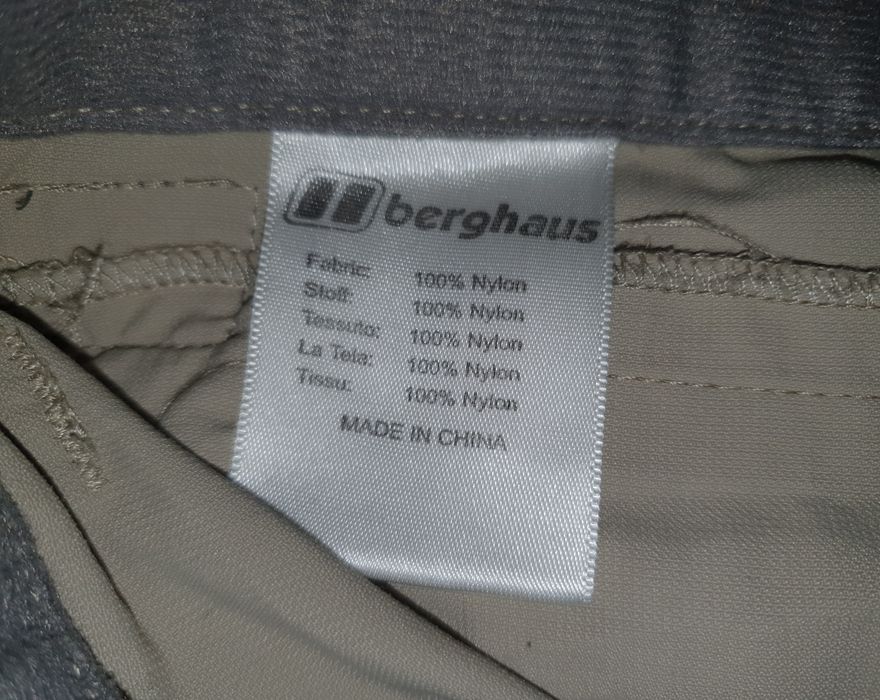 berghaus
Fabric: 100% Nylon
Stoff: 100% Nylon
Tessuto: 100% Nylon
La Tela: 100% Nylon
Tissu: 100% Nylon
MADE IN CHINA